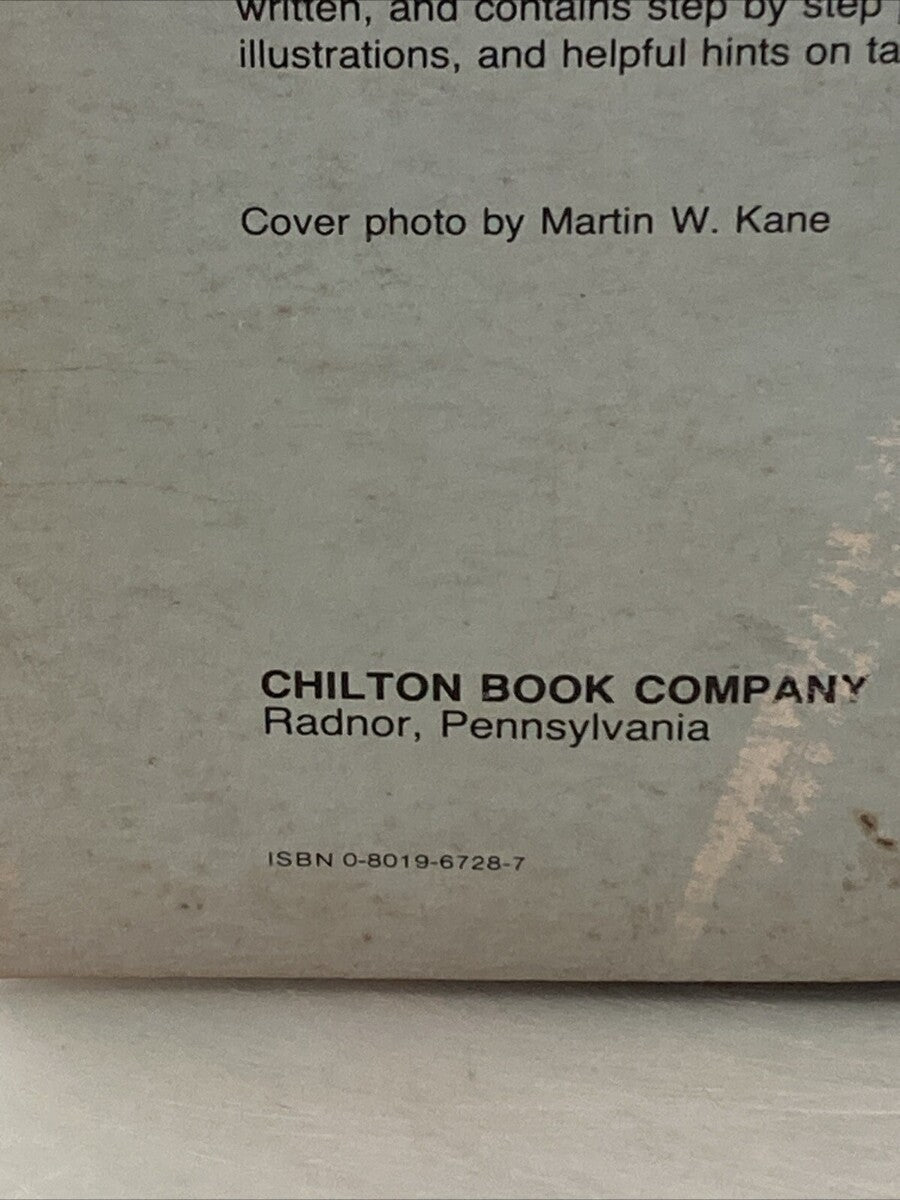 written, and contains step by step
illustrations, and helpful hints on ta
Cover photo by Martin W. Kane
CHILTON BOOK COMPANY
Radnor, Pennsylvania
ISBN 0-8019-6728-7